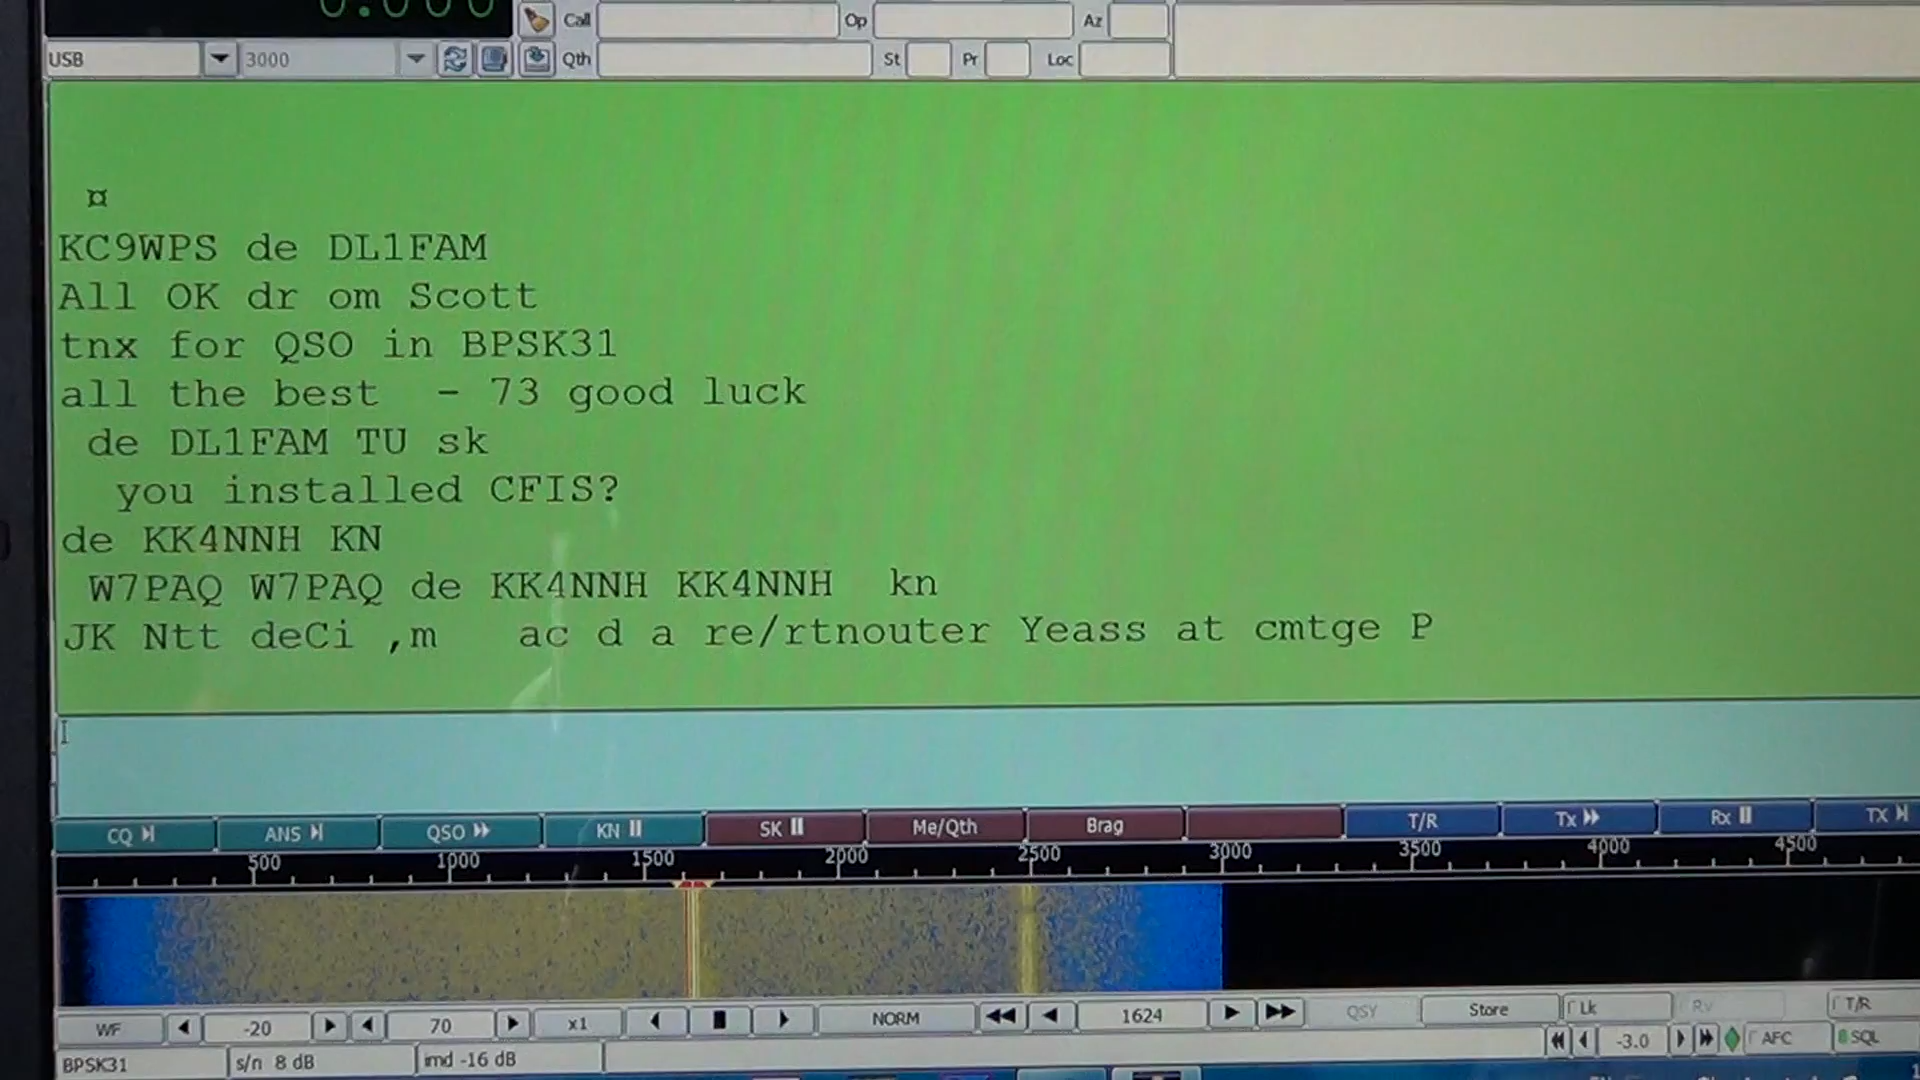 0.000
Call Op Az
USB 3000 Qth St Pr Loc
¤
KC9WPS de DL1FAM
All OK dr om Scott
tnx for QSO in BPSK31
all the best - 73 good luck
de DL1FAM TU sk
you installed CFIS?
de KK4NNH KN
W7PAQ W7PAQ de KK4NNH KK4NNH kn
JK Ntt deCi ,m ac d a re/rtnouter Yeass at cmtge P
CQ ANS QSO KN SK Me/Qth Brag T/R Tx Rx TX
500 1000 1500 2000 2500 3000 3500 4000 4500
WF -20 70 x1 NORM 1624 QSY Store Lk Rv T/R
-3.0 AFC SQL
BPSK31 s/n 8 dB imd -16 dB